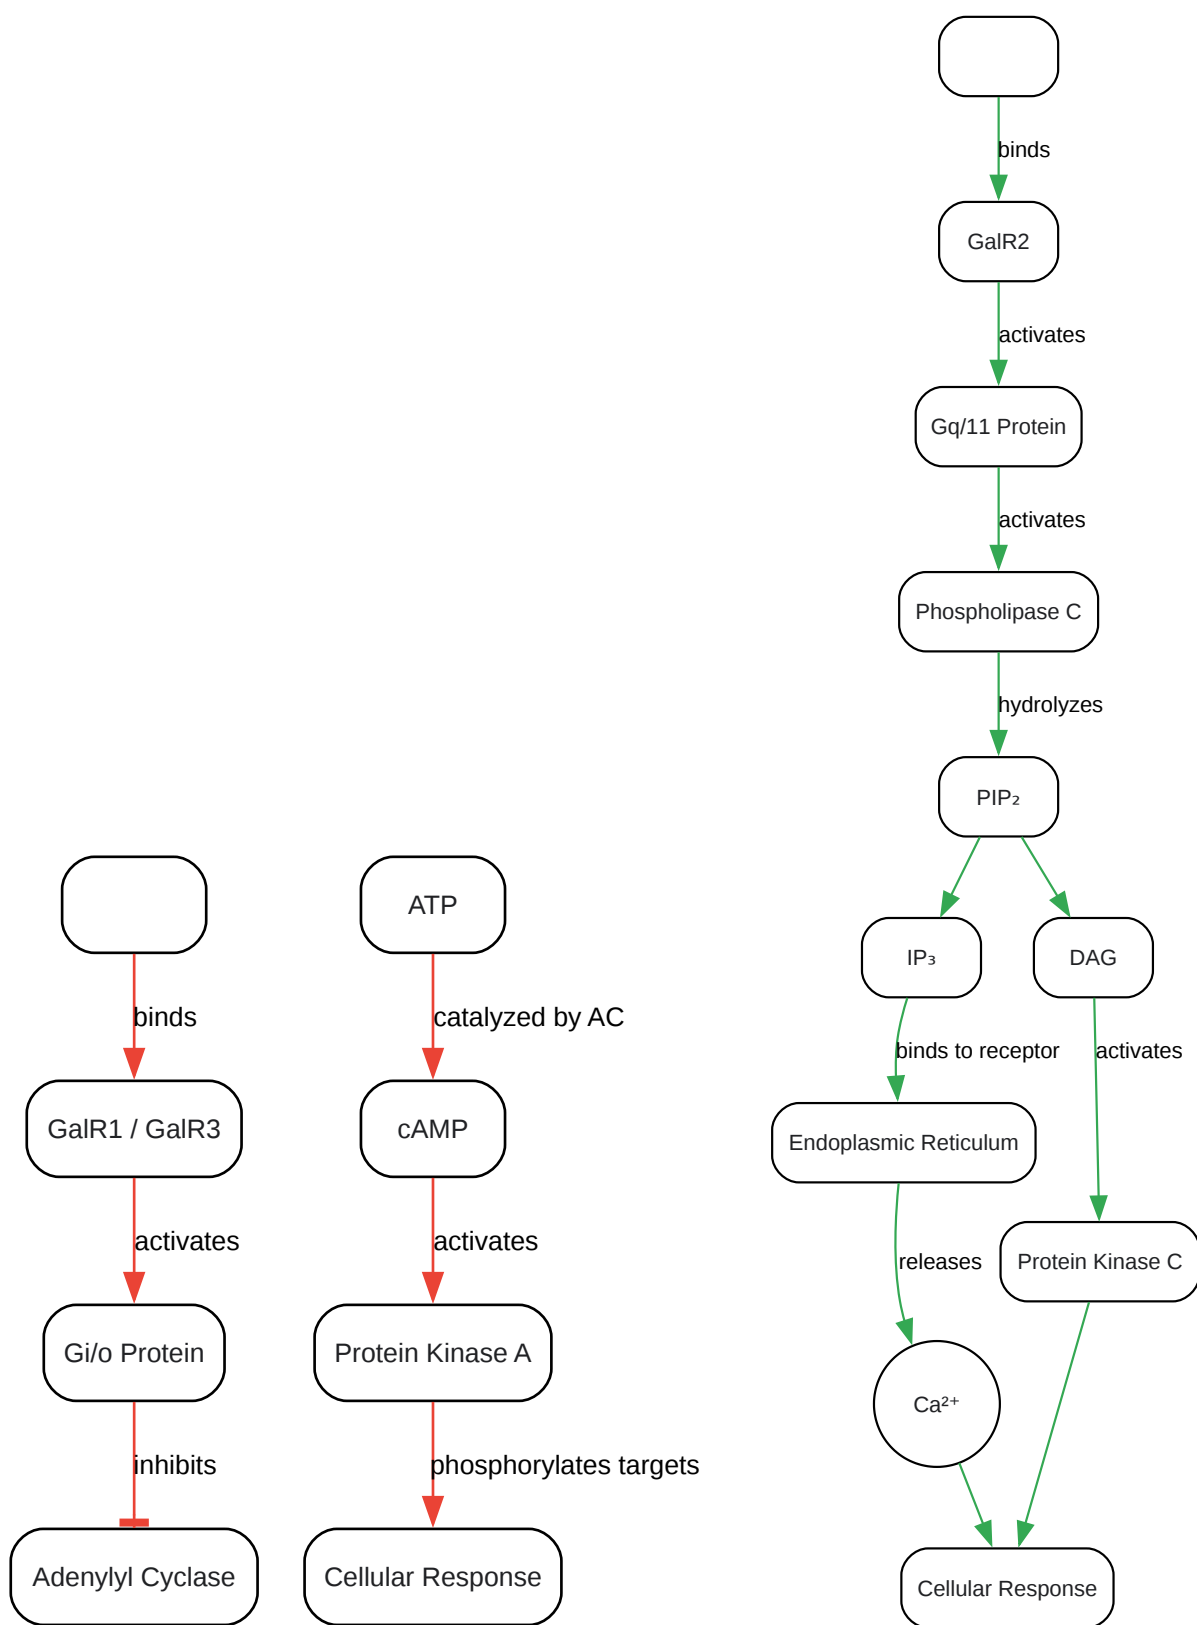 binds
GalR2
activates
Gq/11 Protein
activates
Phospholipase C
hydrolyzes
PIP₂
IP₃
DAG
binds to receptor
activates
Endoplasmic Reticulum
releases
Protein Kinase C
Ca²⁺
Cellular Response
binds
GalR1 / GalR3
activates
Gi/o Protein
inhibits
Adenylyl Cyclase
ATP
catalyzed by AC
cAMP
activates
Protein Kinase A
phosphorylates targets
Cellular Response